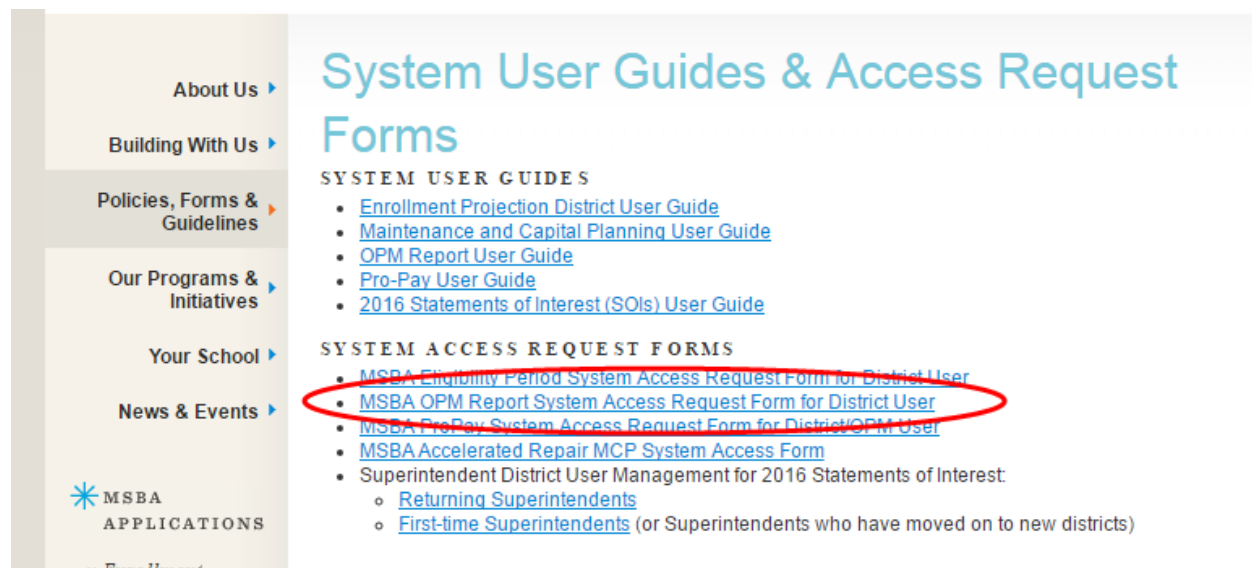 About Us
Building With Us
Policies, Forms &
Guidelines
Our Programs &
Initiatives
Your School
News & Events
MSBA
APPLICATIONS
System User Guides & Access Request
Forms
SYSTEM USER GUIDES
Enrollment Projection District User Guide
Maintenance and Capital Planning User Guide
OPM Report User Guide
Pro-Pay User Guide
2016 Statements of Interest (SOIs) User Guide
SYSTEM ACCESS REQUEST FORMS
MSBA Eligibility Period System Access Request Form for District User
MSBA OPM Report System Access Request Form for District User
MSBA ProPay System Access Request Form for District/OPM User
MSBA Accelerated Repair MCP System Access Form
Superintendent District User Management for 2016 Statements of Interest:
Returning Superintendents
First-time Superintendents (or Superintendents who have moved on to new districts)